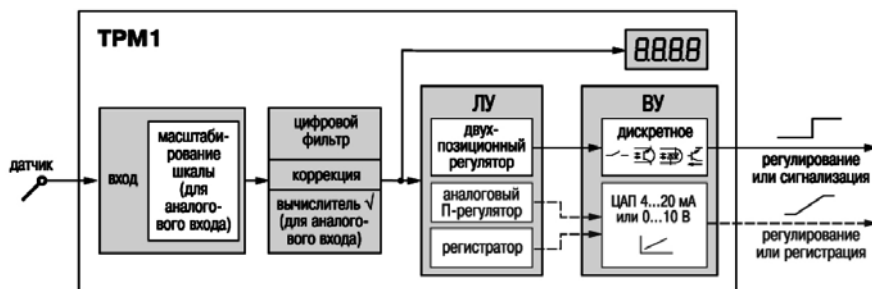 ТРМ1
8.8.8.8
датчик
вход
масштаби-
рование
шкалы
(для
аналого-
вого входа)
цифровой
фильтр
коррекция
вычислитель √
(для аналого-
вого входа)
ЛУ
двух-
позиционный
регулятор
аналоговый
П-регулятор
регистратор
ВУ
дискретное
ЦАП 4...20 мА
или 0...10 В
регулирование
или сигнализация
регулирование
или регистрация